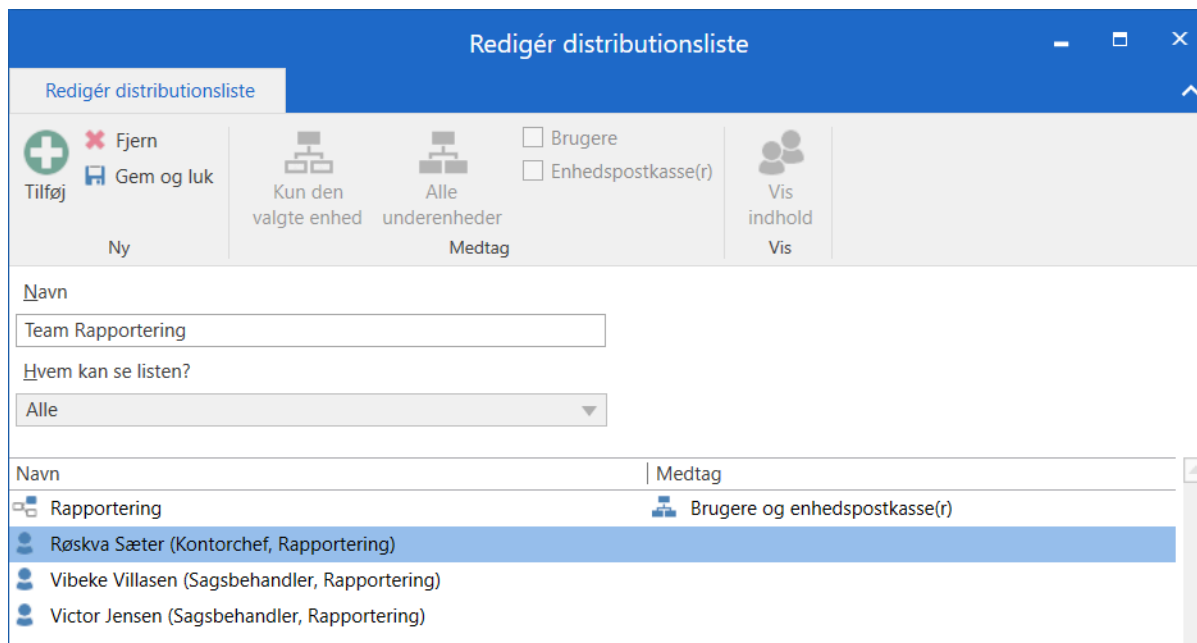 Redigér distributionsliste
Redigér distributionsliste
Tilføj
Fjern
Gem og luk
Ny
Kun den
valgte enhed
Alle
underenheder
Brugere
Enhedspostkasse(r)
Medtag
Vis
indhold
Vis
Navn
Team Rapportering
Hvem kan se listen?
Alle
Navn Medtag
Rapportering Brugere og enhedspostkasse(r)
Røskva Sæter (Kontorchef, Rapportering)
Vibeke Villasen (Sagsbehandler, Rapportering)
Victor Jensen (Sagsbehandler, Rapportering)